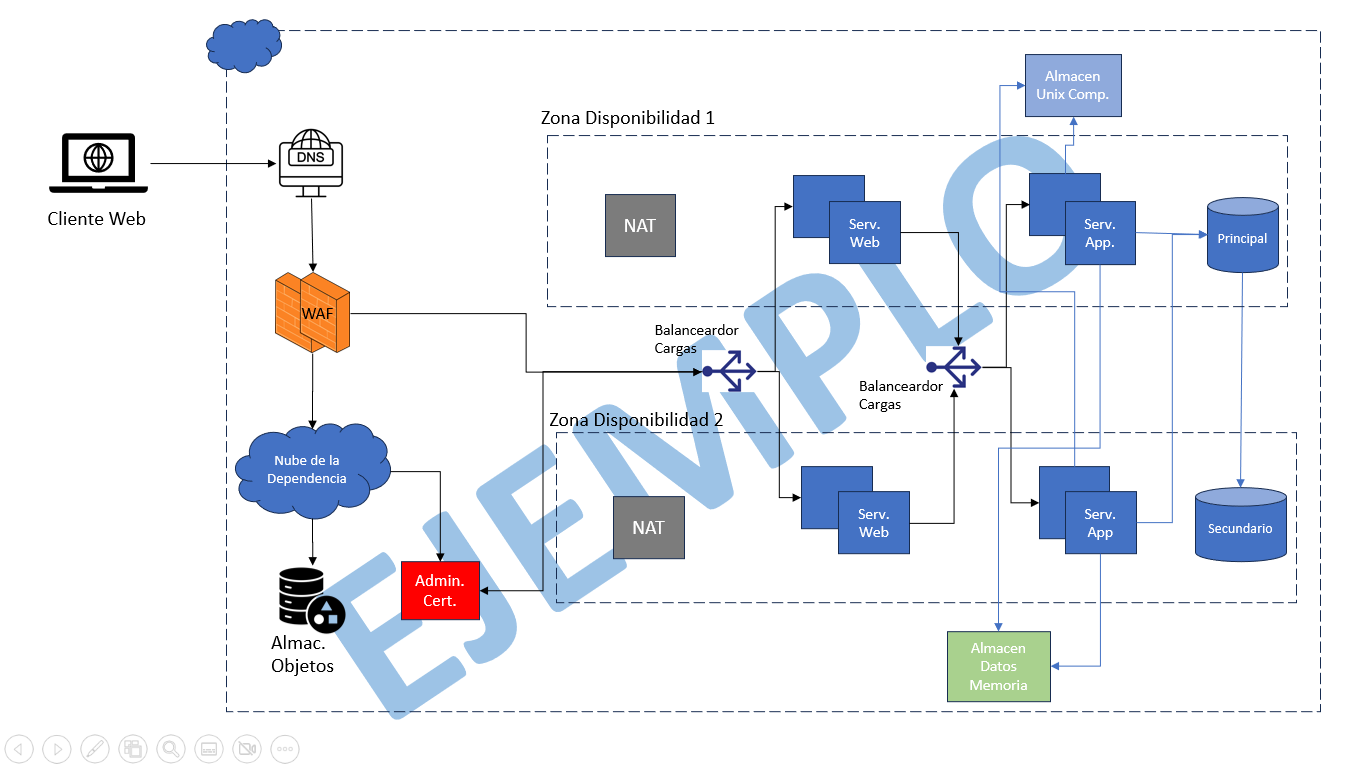 Almacen
Unix Comp.
Zona Disponibilidad 1
DNS
Cliente Web
NAT
Serv.
Web
Serv.
App.
Principal
WAF
Balanceardor
Cargas
Balanceardor
Cargas
Zona Disponibilidad 2
Nube de la
Dependencia
NAT
Serv.
Web
Serv.
App
Secundario
Admin.
Cert.
Almac.
Objetos
Almacen
Datos
Memoria
EJEMPLO